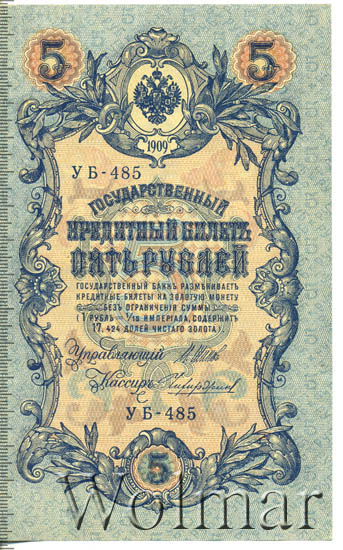 5 5
1909
УБ-485
ГОСУДАРСТВЕННЫЙ
КРЕДИТНЫЙ БИЛЕТЪ
ПЯТЬ РУБЛЕЙ
ГОСУДАРСТВЕННЫЙ БАНКЪ РАЗМѢНИВАЕТЪ
КРЕДИТНЫЕ БИЛЕТЫ НА ЗОЛОТУЮ МОНЕТУ
БЕЗЪ ОГРАНИЧЕНІЯ СУММЫ
(1 РУБЛЬ = 1/15 ИМПЕРІАЛА, СОДЕРЖИТЪ
17,424 ДОЛЕЙ ЧИСТАГО ЗОЛОТА).
Управляющій
Кассиръ
УБ-485
5
Wolmar